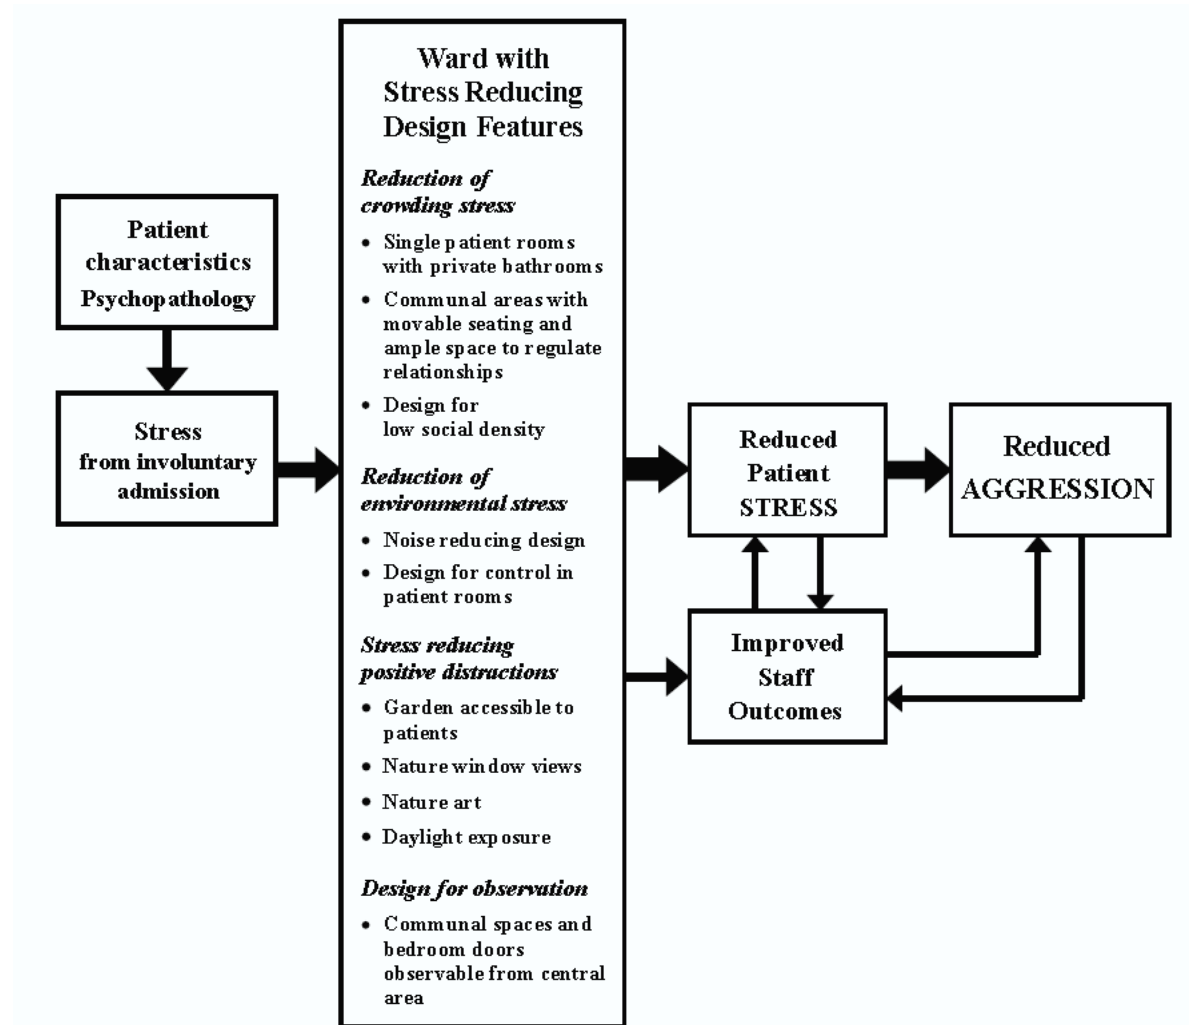 Patient
characteristics
Psychopathology
Stress
from involuntary
admission
Ward with
Stress Reducing
Design Features
Reduction of
crowding stress
• Single patient rooms
with private bathrooms
• Communal areas with
movable seating and
ample space to regulate
relationships
• Design for
low social density
Reduction of
environmental stress
• Noise reducing design
• Design for control in
patient rooms
Stress reducing
positive distractions
• Garden accessible to
patients
• Nature window views
• Nature art
• Daylight exposure
Design for observation
• Communal spaces and
bedroom doors
observable from central
area
Reduced
Patient
STRESS
Improved
Staff
Outcomes
Reduced
AGGRESSION